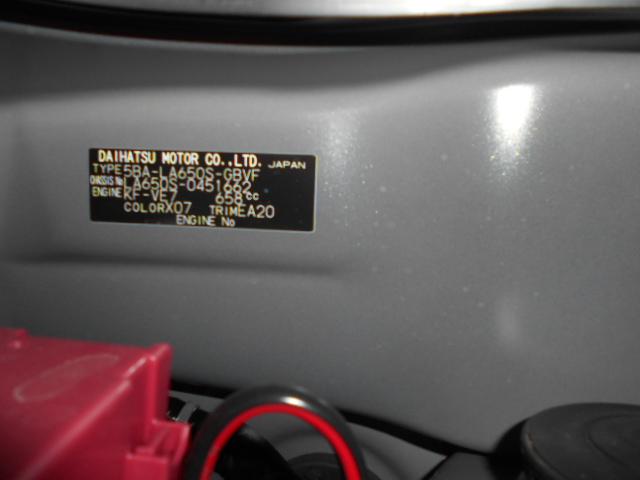 DAIHATSU MOTOR CO.,LTD. JAPAN
TYPE 5BA-LA650S-GBVF
CHASSIS No LA650S-0451662
ENGINE KF-VE7 658cc
COLOR X07 TRIM EA20
ENGINE No